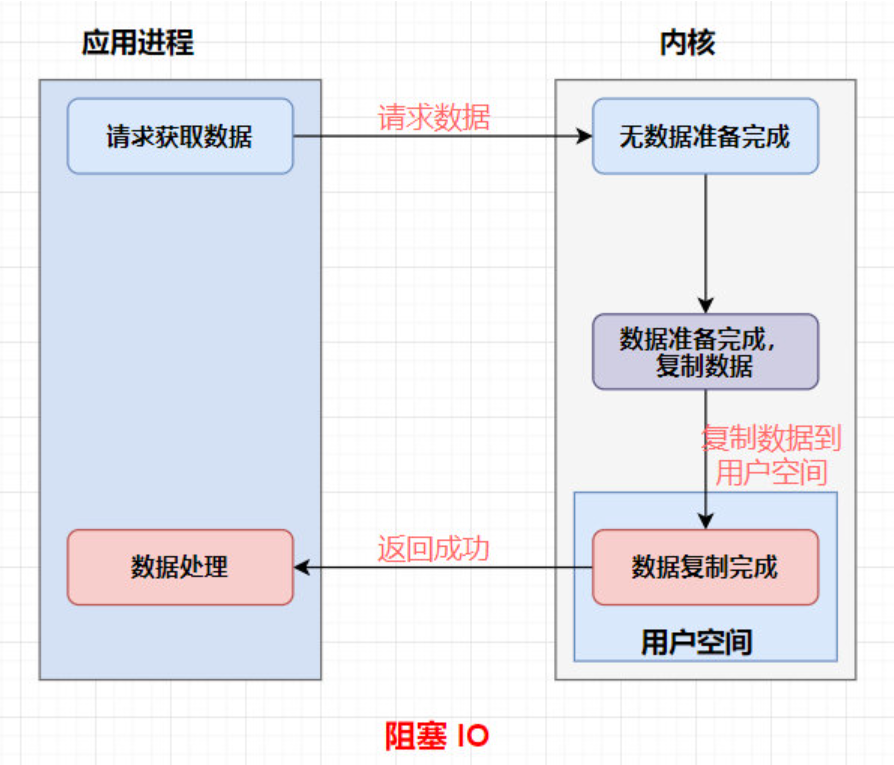 应用进程
内核
请求获取数据
请求数据
无数据准备完成
数据准备完成，
复制数据
复制数据到
用户空间
数据处理
返回成功
数据复制完成
用户空间
阻塞 IO